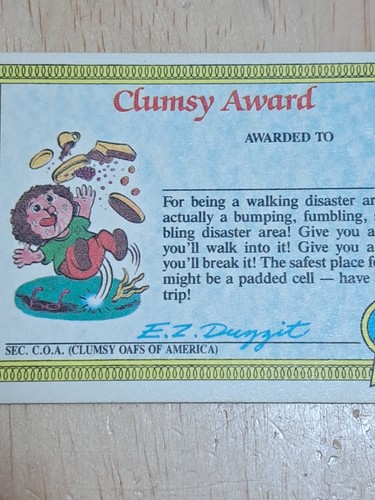 Clumsy Award
AWARDED TO
For being a walking disaster
actually a bumping, fumbling,
bling disaster area! Give you a
you'll walk into it! Give you a
you'll break it! The safest place
might be a padded cell — have
trip!
E.Z. Duzzit
SEC. C.O.A. (CLUMSY OAFS OF AMERICA)